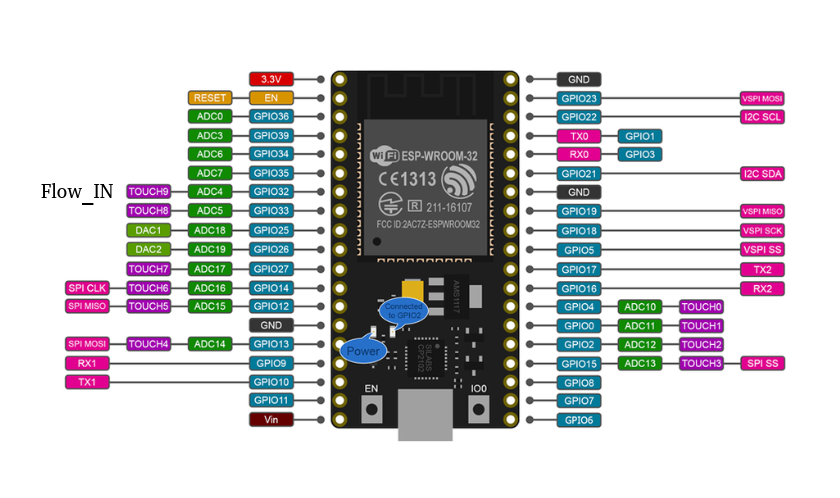 3.3V GND
RESET EN GPIO23 VSPI MOSI
ADC0 GPIO36 GPIO22 I2C SCL
ADC3 GPIO39 TX0 GPIO1
ADC6 GPIO34 WiFi ESP-WROOM-32 RX0 GPIO3
ADC7 GPIO35 CE1313 GPIO21 I2C SDA
Flow_IN TOUCH9 ADC4 GPIO32 GND
TOUCH8 ADC5 GPIO33 R 211-16107 GPIO19 VSPI MISO
DAC1 ADC18 GPIO25 FCC ID:2AC7Z-ESPWROOM32 GPIO18 VSPI SCK
DAC2 ADC19 GPIO26 GPIO5 VSPI SS
TOUCH7 ADC17 GPIO27 GPIO17 TX2
SPI CLK TOUCH6 ADC16 GPIO14 AMS1117 GPIO16 RX2
SPI MISO TOUCH5 ADC15 GPIO12 Connected GPIO4 ADC10 TOUCH0
to GPIO2
GND GPIO0 ADC11 TOUCH1
SPI MOSI TOUCH4 ADC14 GPIO13 Power SILABS GPIO2 ADC12 TOUCH2
CP2102
RX1 GPIO9 GPIO15 ADC13 TOUCH3 SPI SS
TX1 GPIO10 EN IO0 GPIO8
GPIO11 GPIO7
Vin GPIO6